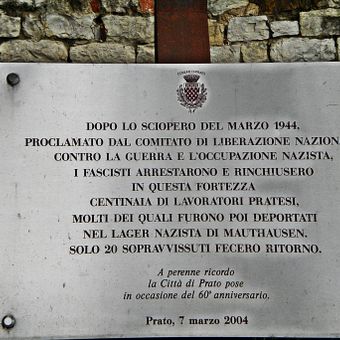 DOPO LO SCIOPERO DEL MARZO 1944,
PROCLAMATO DAL COMITATO DI LIBERAZIONE NAZION
CONTRO LA GUERRA E L'OCCUPAZIONE NAZISTA,
I FASCISTI ARRESTARONO E RINCHIUSERO
IN QUESTA FORTEZZA
CENTINAIA DI LAVORATORI PRATESI,
MOLTI DEI QUALI FURONO POI DEPORTATI
NEL LAGER NAZISTA DI MAUTHAUSEN.
SOLO 20 SOPRAVVISSUTI FECERO RITORNO.
A perenne ricordo
la Città di Prato pose
in occasione del 60° anniversario.
Prato, 7 marzo 2004